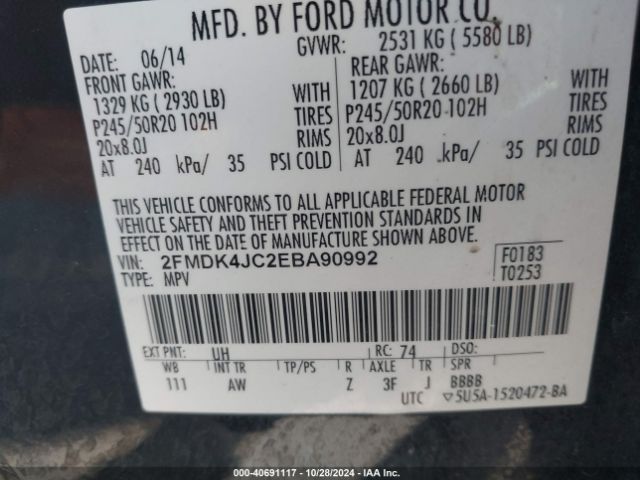 MFD. BY FORD MOTOR CO.
DATE: 06/14 GVWR: 2531 KG ( 5580 LB)
FRONT GAWR: REAR GAWR:
1329 KG ( 2930 LB) WITH 1207 KG ( 2660 LB) WITH
P245/50R20 102H TIRES P245/50R20 102H TIRES
20x8.0J RIMS 20x8.0J RIMS
AT 240 kPa/ 35 PSI COLD AT 240 kPa/ 35 PSI COLD
THIS VEHICLE CONFORMS TO ALL APPLICABLE FEDERAL MOTOR
VEHICLE SAFETY AND THEFT PREVENTION STANDARDS IN
EFFECT ON THE DATE OF MANUFACTURE SHOWN ABOVE.
VIN: 2FMDK4JC2EBA90992 F0183
TYPE: MPV T0253
EXT PNT: UH RC: 74 DSO:
WB INT TR TP/PS R AXLE TR SPR
111 AW Z 3F J BBBB
UTC ▽5U5A-1520472-BA
000-40691117 - 10/28/2024 - IAA Inc.